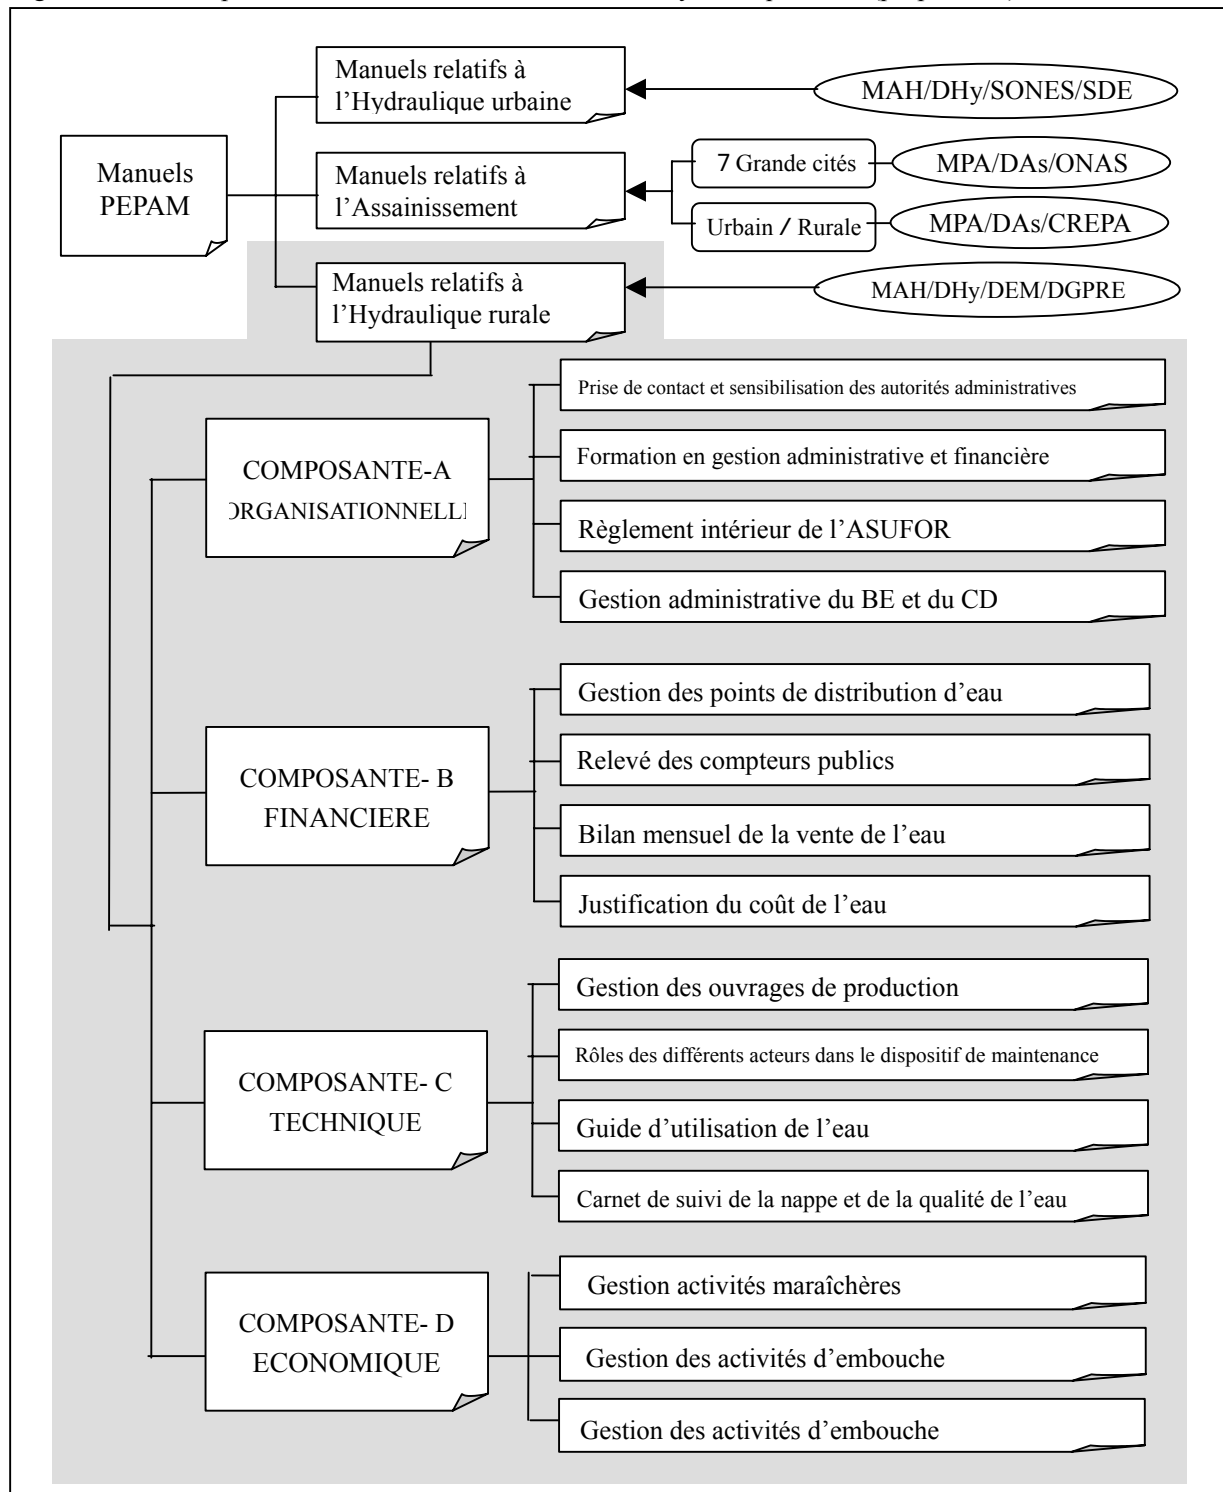 Manuels relatifs à
l’Hydraulique urbaine
MAH/DHy/SONES/SDE
Manuels
PEPAM
Manuels relatifs à
l’Assainissement
7 Grande cités
MPA/DAs/ONAS
Urbain / Rurale
MPA/DAs/CREPA
Manuels relatifs à
l’Hydraulique rurale
MAH/DHy/DEM/DGPRE
COMPOSANTE-A
ORGANISATIONNELL
Prise de contact et sensibilisation des autorités administratives
Formation en gestion administrative et financière
Règlement intérieur de l’ASUFOR
Gestion administrative du BE et du CD
COMPOSANTE- B
FINANCIERE
Gestion des points de distribution d’eau
Relevé des compteurs publics
Bilan mensuel de la vente de l’eau
Justification du coût de l’eau
COMPOSANTE- C
TECHNIQUE
Gestion des ouvrages de production
Rôles des différents acteurs dans le dispositif de maintenance
Guide d’utilisation de l’eau
Carnet de suivi de la nappe et de la qualité de l’eau
COMPOSANTE- D
ECONOMIQUE
Gestion activités maraîchères
Gestion des activités d’embouche
Gestion des activités d’embouche